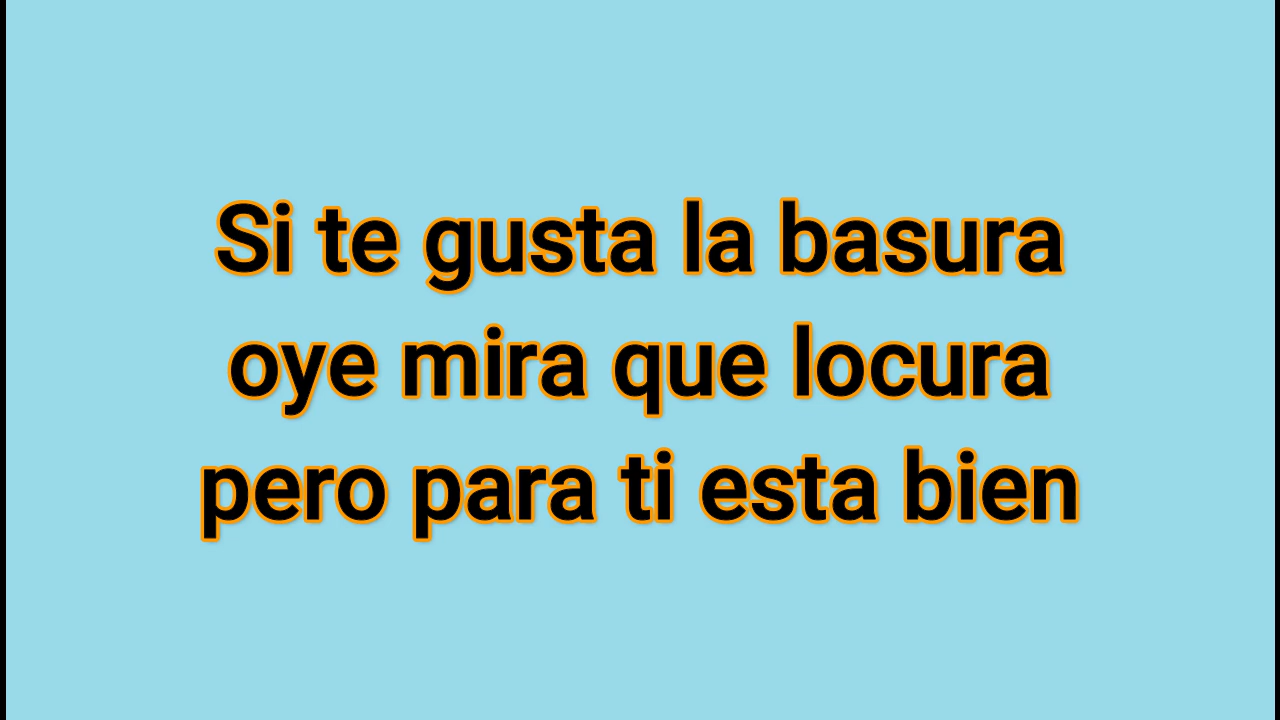 Si te gusta la basura
oye mira que locura
pero para ti esta bien